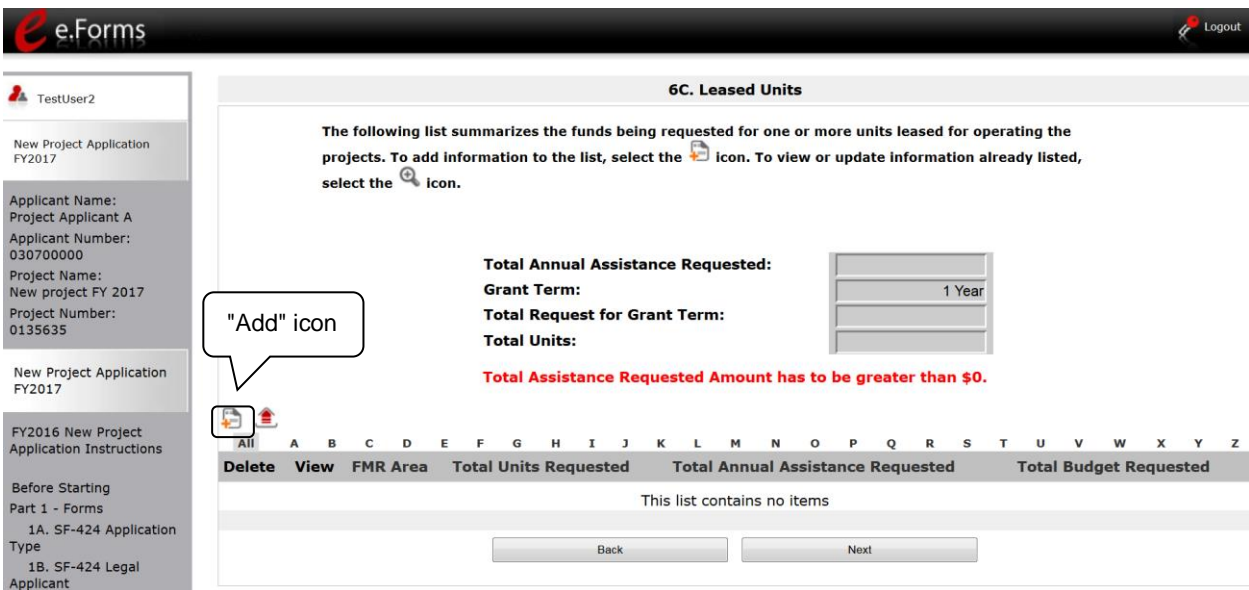 e e.Forms
Logout
TestUser2
New Project Application
FY2017
Applicant Name:
Project Applicant A
Applicant Number:
030700000
Project Name:
New project FY 2017
Project Number:
0135635
New Project Application
FY2017
FY2016 New Project
Application Instructions
Before Starting
Part 1 - Forms
1A. SF-424 Application
Type
1B. SF-424 Legal
Applicant
6C. Leased Units
The following list summarizes the funds being requested for one or more units leased for operating the
projects. To add information to the list, select the icon. To view or update information already listed,
select the icon.
Total Annual Assistance Requested:
Grant Term: 1 Year
Total Request for Grant Term:
Total Units:
Total Assistance Requested Amount has to be greater than $0.
"Add" icon
All A B C D E F G H I J K L M N O P Q R S T U V W X Y Z
Delete View FMR Area Total Units Requested Total Annual Assistance Requested Total Budget Requested
This list contains no items
Back Next